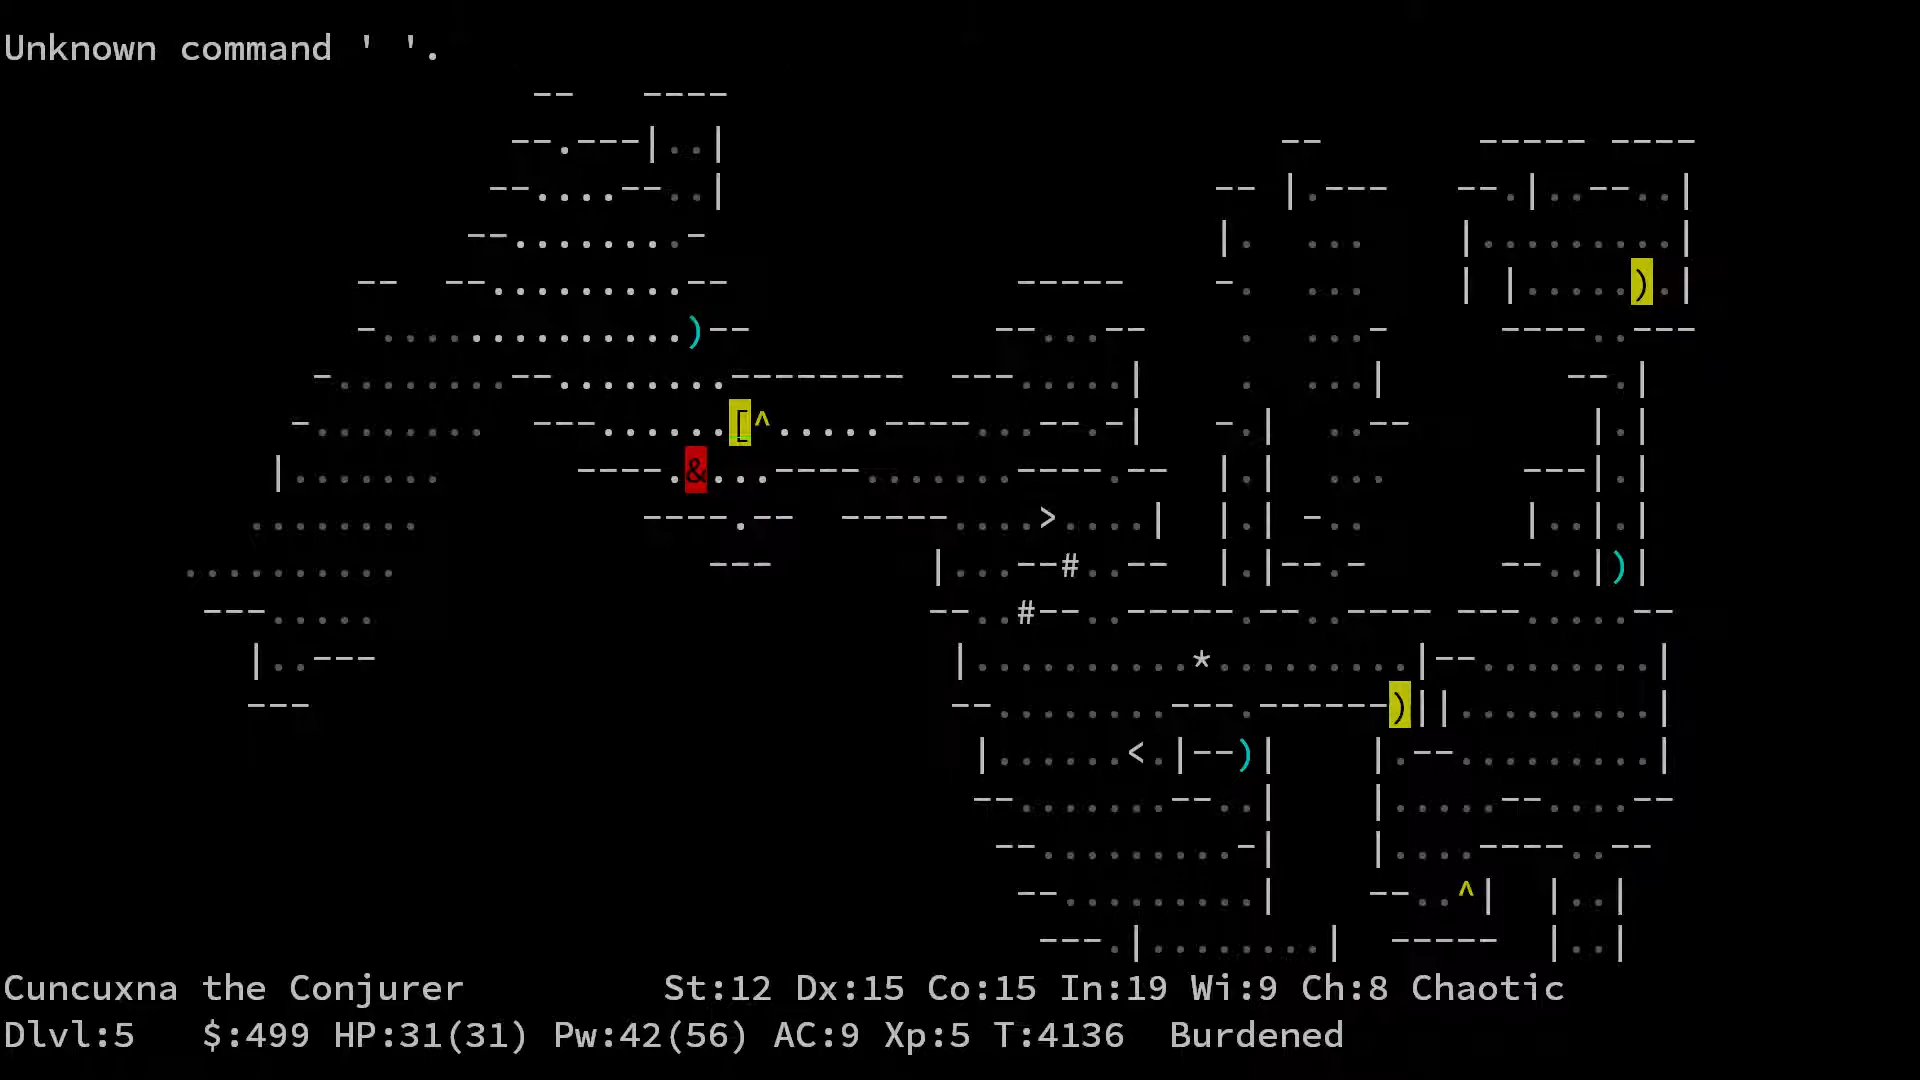 Unknown command ' '.
-- ----
--.---|..|
--....--..| -- ----- ----
--........- -- |.--- --.|..--..|
-- --.........-- |. ... |.........|
-..............)-- ----- -. ... | |.....).|
-........--........-------- --...-- . ...- ----..---
-........ ---......[^.....---- ---.....| . ...| --.|
|....... ----.&...---- ...--.-| -.| ..-- |.|
........ ----.-- .......----.-- |.| ... ---|.|
.......... --- -----....>....| |.| -.. |..|.|
---..... |...--#..-- |.|--.- --..|)|
|..--- --..#--..-----.--..---- ---.....--
--- |..........*.........|--........|
--........---.------)||.........|
|......<.|--)| |.--.........|
--.......--..| |.....--....--
--.........-| |....----..--
--.........| --..^| |..|
---.|........| ----- |..|
Cuncuxna the Conjurer St:12 Dx:15 Co:15 In:19 Wi:9 Ch:8 Chaotic
Dlvl:5 $:499 HP:31(31) Pw:42(56) AC:9 Xp:5 T:4136 Burdened